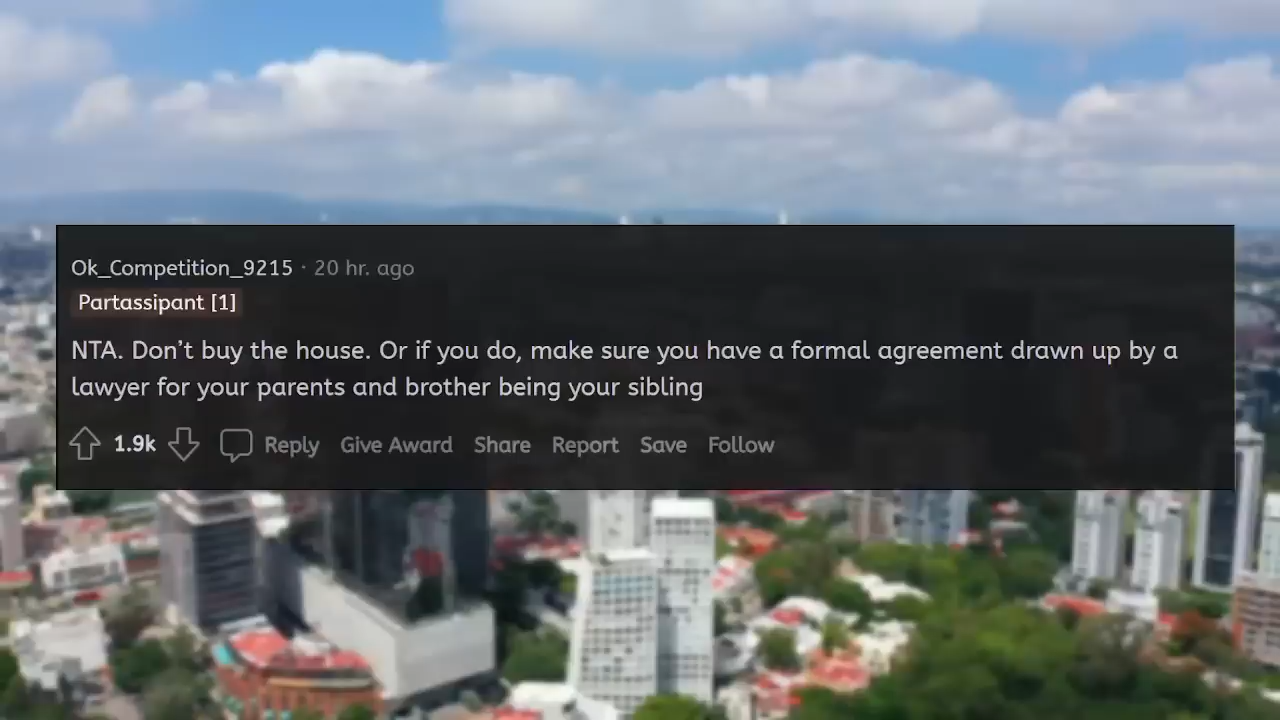 Ok_Competition_9215 · 20 hr. ago
Partassipant [1]
NTA. Don't buy the house. Or if you do, make sure you have a formal agreement drawn up by a
lawyer for your parents and brother being your sibling
1.9k Reply Give Award Share Report Save Follow